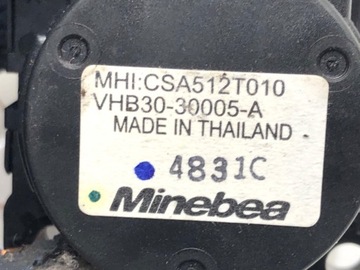 MHI:CSA512T010
VHB30-30005-A
MADE IN THAILAND
4831C
Minebea